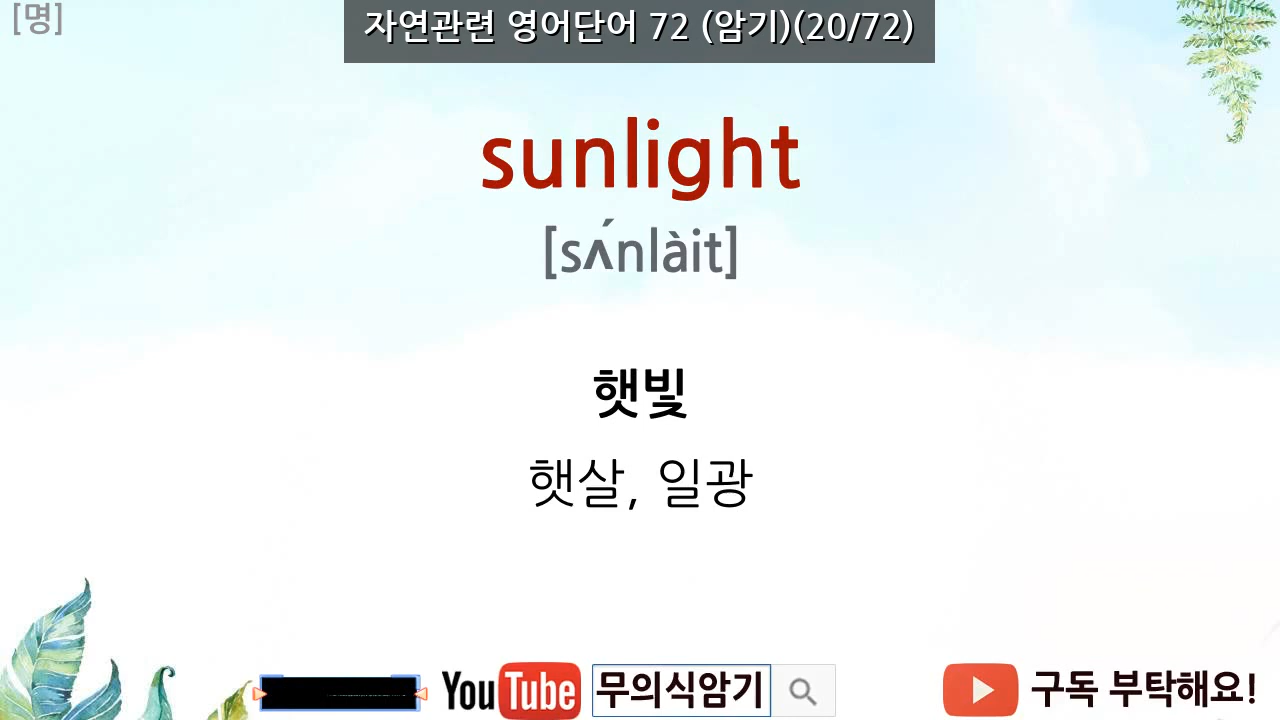 [명]
자연관련 영어단어 72 (암기)(20/72)
sunlight
[sʌ́nlàit]
햇빛
햇살, 일광
YouTube 무의식암기
구독 부탁해요!